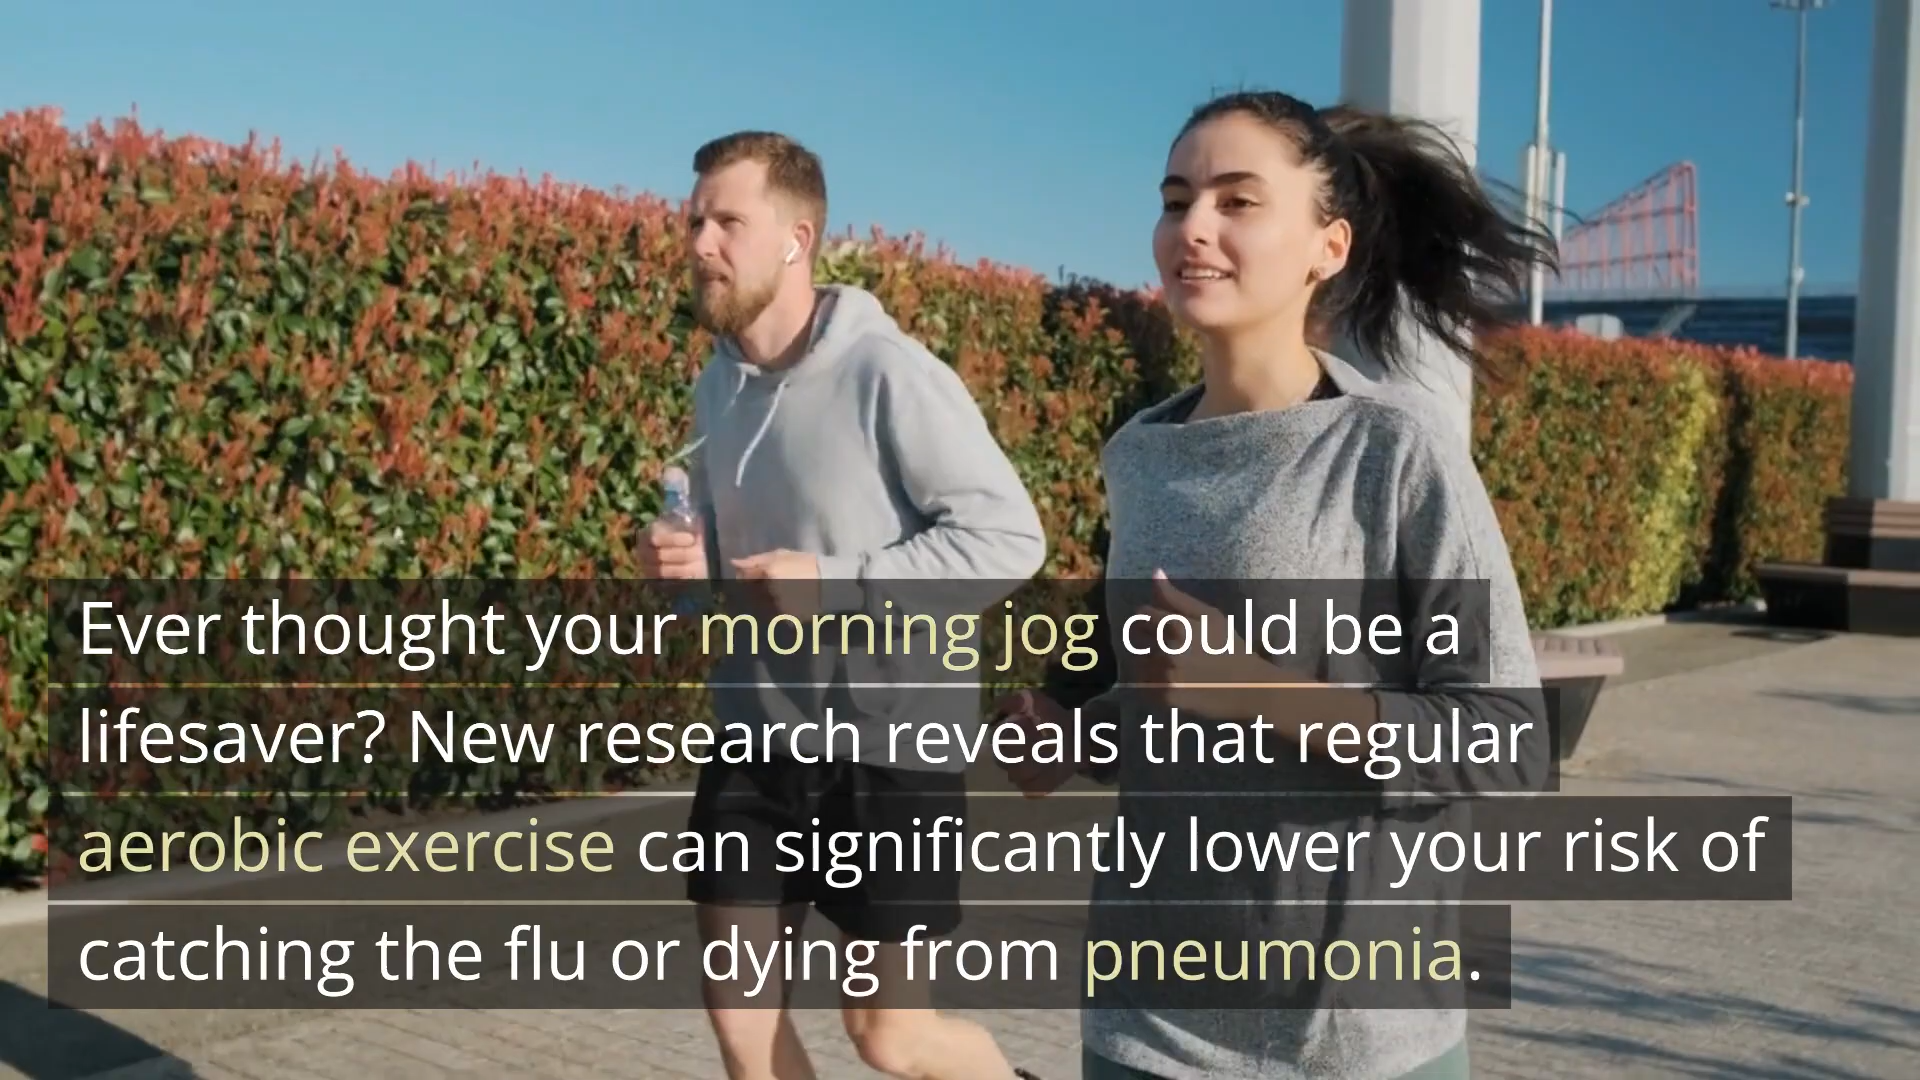 Ever thought your morning jog could be a
lifesaver? New research reveals that regular
aerobic exercise can significantly lower your risk of
catching the flu or dying from pneumonia.